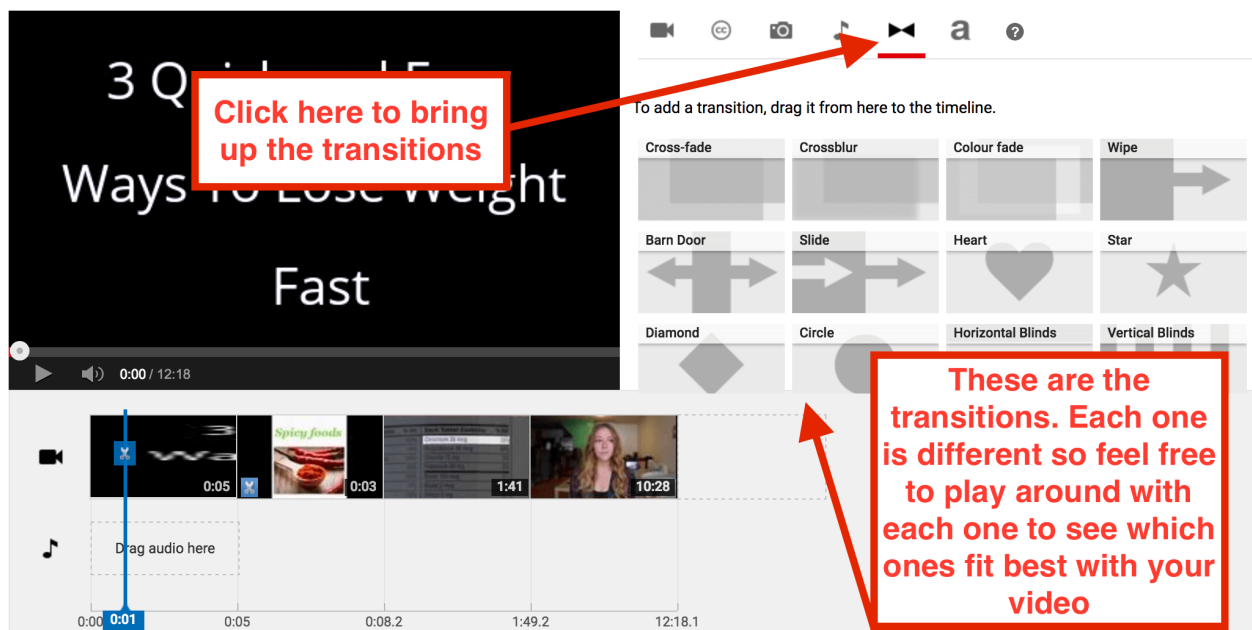 cc
a
?
3 Q
Click here to bring
up the transitions
Ways To Lose Weight
Fast
To add a transition, drag it from here to the timeline.
Cross-fade
Crossblur
Colour fade
Wipe
Barn Door
Slide
Heart
Star
Diamond
Circle
Horizontal Blinds
Vertical Blinds
0:00 / 12:18
These are the
transitions. Each one
is different so feel free
to play around with
each one to see which
ones fit best with your
video
0:05
Spicy foods
0:03
1:41
10:28
Drag audio here
0:00
0:01
0:05
0:08.2
1:49.2
12:18.1